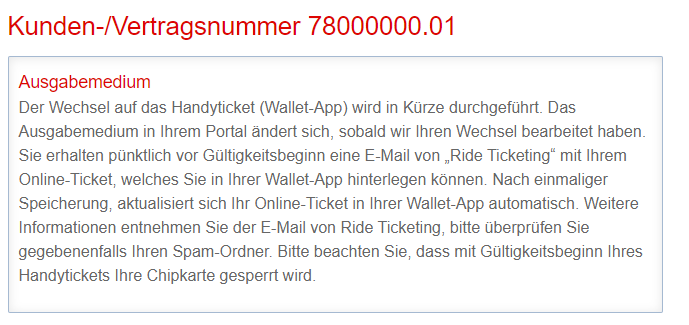 Kunden-/Vertragsnummer 78000000.01
Ausgabemedium
Der Wechsel auf das Handyticket (Wallet-App) wird in Kürze durchgeführt. Das
Ausgabemedium in Ihrem Portal ändert sich, sobald wir Ihren Wechsel bearbeitet haben.
Sie erhalten pünktlich vor Gültigkeitsbeginn eine E-Mail von „Ride Ticketing“ mit Ihrem
Online-Ticket, welches Sie in Ihrer Wallet-App hinterlegen können. Nach einmaliger
Speicherung, aktualisiert sich Ihr Online-Ticket in Ihrer Wallet-App automatisch. Weitere
Informationen entnehmen Sie der E-Mail von Ride Ticketing, bitte überprüfen Sie
gegebenenfalls Ihren Spam-Ordner. Bitte beachten Sie, dass mit Gültigkeitsbeginn Ihres
Handytickets Ihre Chipkarte gesperrt wird.